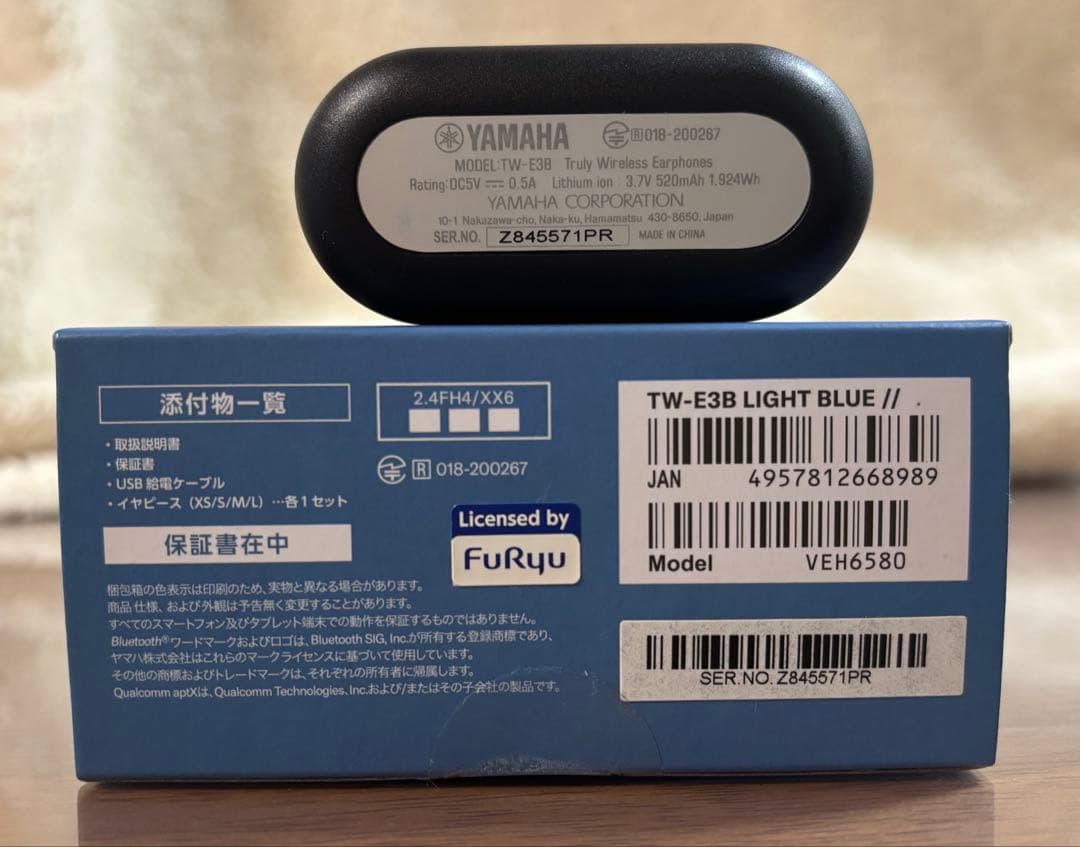 YAMAHA R 018-200267
MODEL:TW-E3B Truly Wireless Earphones
Rating:DC5V 0.5A Lithium ion : 3.7V 520mAh 1.924Wh
YAMAHA CORPORATION
10-1 Nakazawa-cho, Naka-ku, Hamamatsu 430-8650, Japan
SER.NO. Z845571PR MADE IN CHINA
添付物一覧
・取扱説明書
・保証書
・USB 給電ケーブル
・イヤピース（XS/S/M/L）…各1セット
保証書在中
梱包箱の色表示は印刷のため、実物と異なる場合があります。
商品仕様、および外観は予告無く変更することがあります。
すべてのスマートフォン及びタブレット端末での動作を保証するものではありません。
Bluetooth®ワードマークおよびロゴは、Bluetooth SIG, Inc.が所有する登録商標であり、
ヤマハ株式会社はこれらのマークライセンスに基づいて使用しています。
その他の商標およびトレードマークは、それぞれの所有者に帰属します。
Qualcomm aptXは、Qualcomm Technologies, Inc.および/またはその子会社の製品です。
2.4FH4/XX6
R 018-200267
Licensed by
FuRyu
TW-E3B LIGHT BLUE //
JAN 4957812668989
Model VEH6580
SER.NO. Z845571PR